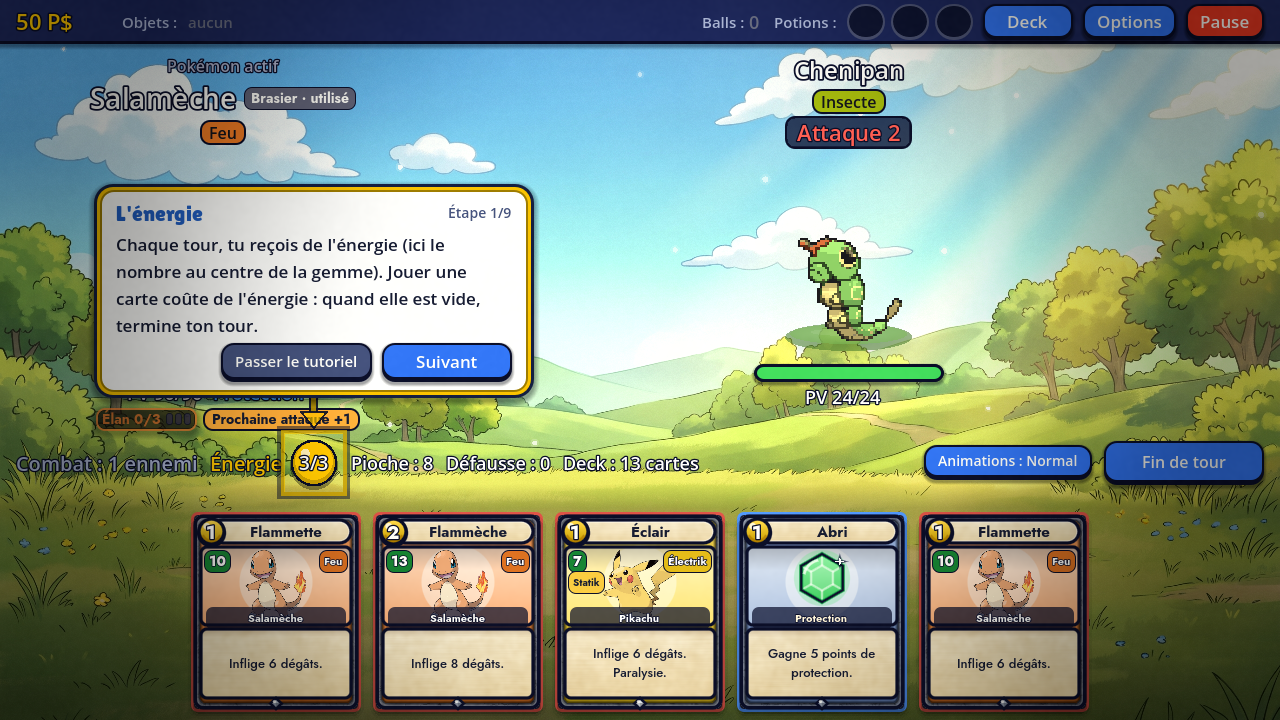 50 P$
Objets : aucun
Balls : 0
Potions :
Deck
Options
Pause
Pokémon actif
Salamèche
Brasier · utilisé
Feu
Chenipan
Insecte
Attaque 2
L'énergie
Étape 1/9
Chaque tour, tu reçois de l'énergie (ici le
nombre au centre de la gemme). Jouer une
carte coûte de l'énergie : quand elle est vide,
termine ton tour.
Passer le tutoriel
Suivant
PV 24/24
Élan 0/3
Prochaine attaque +1
Combat : 1 ennemi
Énergie
3/3
Pioche : 8
Défausse : 0
Deck : 13 cartes
Animations : Normal
Fin de tour
1
Flammette
10
Feu
Salamèche
Inflige 6 dégâts.
2
Flammèche
13
Feu
Salamèche
Inflige 8 dégâts.
1
Éclair
7
Électrik
Statik
Pikachu
Inflige 6 dégâts.
Paralysie.
1
Abri
Protection
Gagne 5 points de
protection.
1
Flammette
10
Feu
Salamèche
Inflige 6 dégâts.